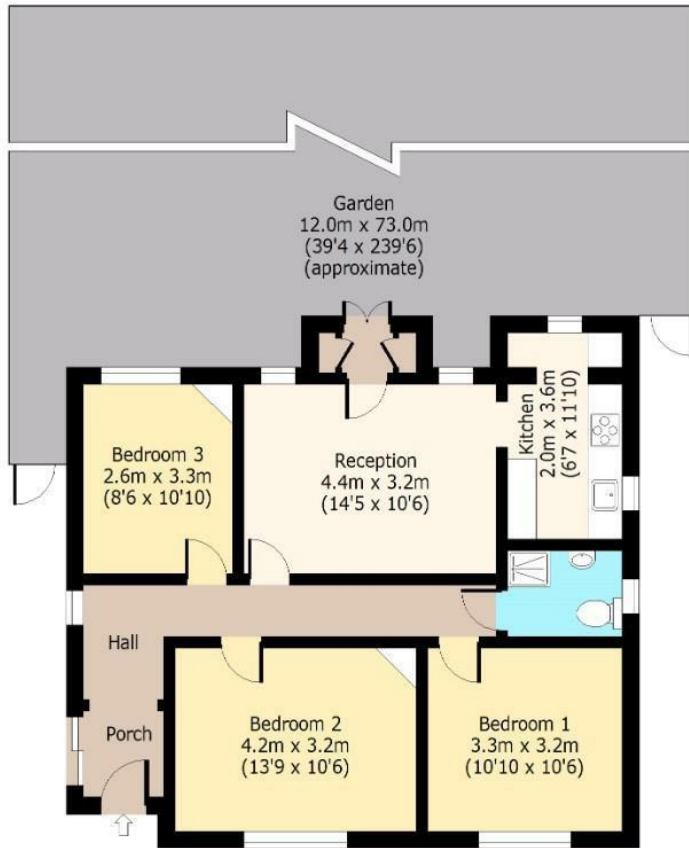 Garden
12.0m x 73.0m
(39'4 x 239'6)
(approximate)
Bedroom 3
2.6m x 3.3m
(8'6 x 10'10)
Reception
4.4m x 3.2m
(14'5 x 10'6)
Kitchen
2.0m x 3.6m
(6'7 x 11'10)
Hall
Porch
Bedroom 2
4.2m x 3.2m
(13'9 x 10'6)
Bedroom 1
3.3m x 3.2m
(10'10 x 10'6)